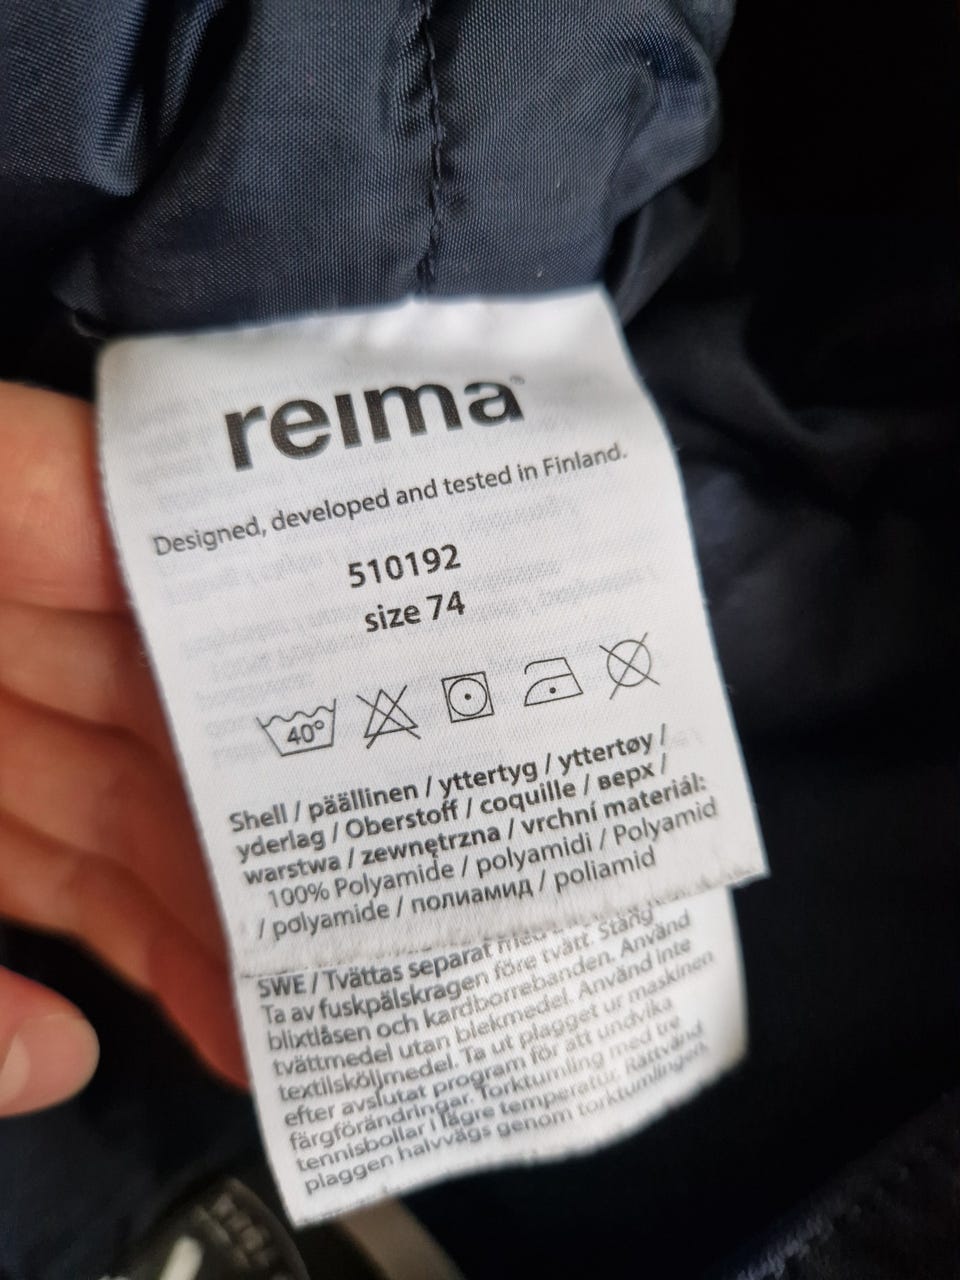 reima
Designed, developed and tested in Finland.
510192
size 74
40°
Shell / päällinen / yttertyg / yttertøy /
yderlag / Oberstoff / coquille / верх /
warstwa / zewnętrzna / vrchní materiál:
100% Polyamide / polyamidi / Polyamid
/ polyamide / полиамид / poliamid
SWE / Tvättas separat med
Ta av fuskpälskragen före tvätt. Stäng
blixtlåsen och kardborrebanden. Använd
tvättmedel utan blekmedel. Använd inte
textilsköljmedel. Ta ut plagget ur maskinen
efter avslutat program för att undvika
färgförändringar. Torktumling med tre
tennisbollar i lägre temperatur. Rättvänd
plaggen halvvägs genom torktumlingen.